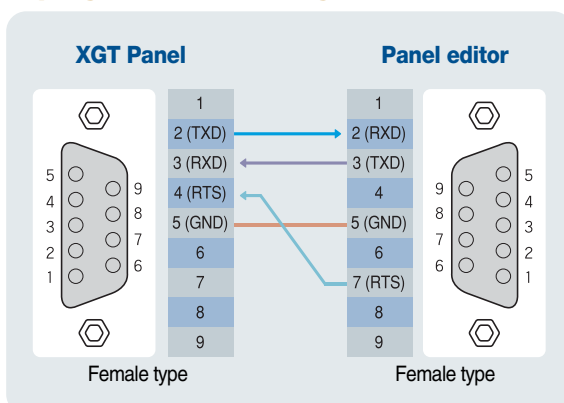 XGT Panel
Panel editor
1
2 (TXD)
3 (RXD)
4 (RTS)
5 (GND)
6
7
8
9
1
2 (RXD)
3 (TXD)
4
5 (GND)
6
7 (RTS)
8
9
5
4
3
2
1
9
8
7
6
9
8
7
6
5
4
3
2
1
Female type
Female type